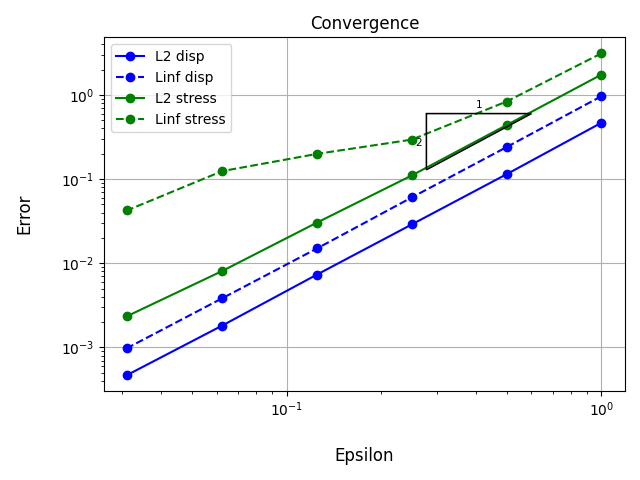 Convergence
L2 disp
Linf disp
L2 stress
Linf stress
1
2
10⁰
10⁻¹
10⁻²
10⁻³
Error
10⁻¹
10⁰
Epsilon